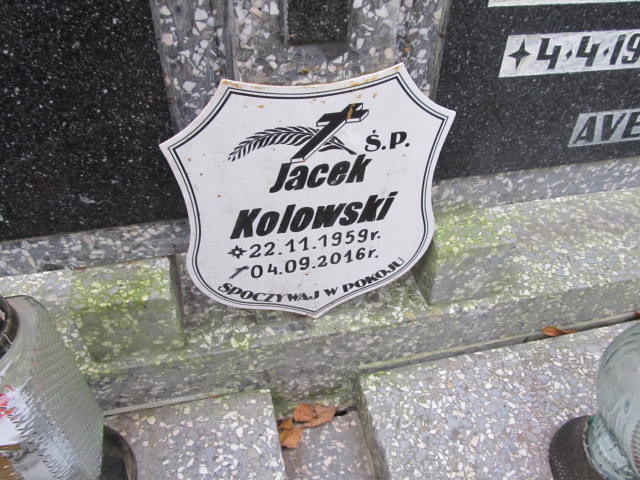 Ś.P.
Jacek
Kolowski
22.11.1959r.
04.09.2016r.
SPOCZYWAJ W POKOJU
4.4.19
AVE